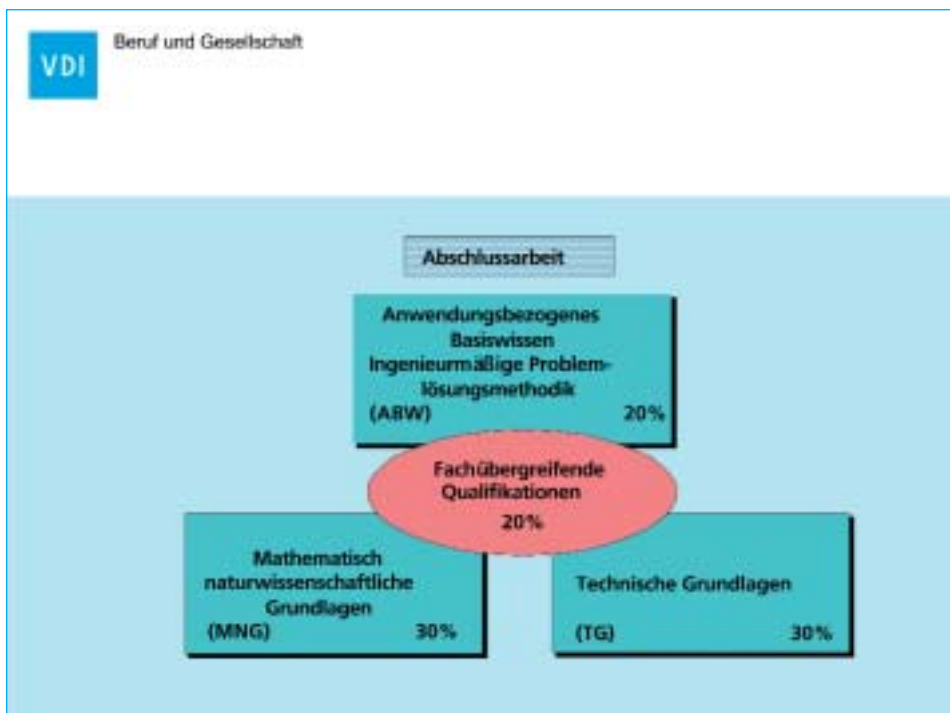 VDI
Beruf und Gesellschaft
Abschlussarbeit
Anwendungsbezogenes
Basiswissen
Ingenieurmäßige Problem-
lösungsmethodik
(ABW) 20%
Fachübergreifende
Qualifikationen
20%
Mathematisch
naturwissenschaftliche
Grundlagen
(MNG) 30%
Technische Grundlagen
(TG) 30%